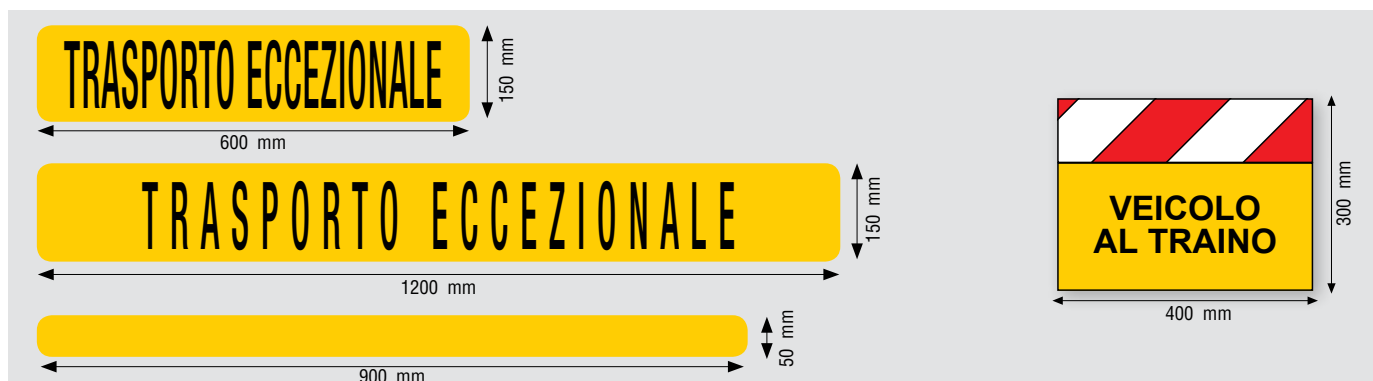 TRASPORTO ECCEZIONALE
150 mm
600 mm
TRASPORTO ECCEZIONALE
150 mm
1200 mm
50 mm
900 mm
VEICOLO
AL TRAINO
300 mm
400 mm